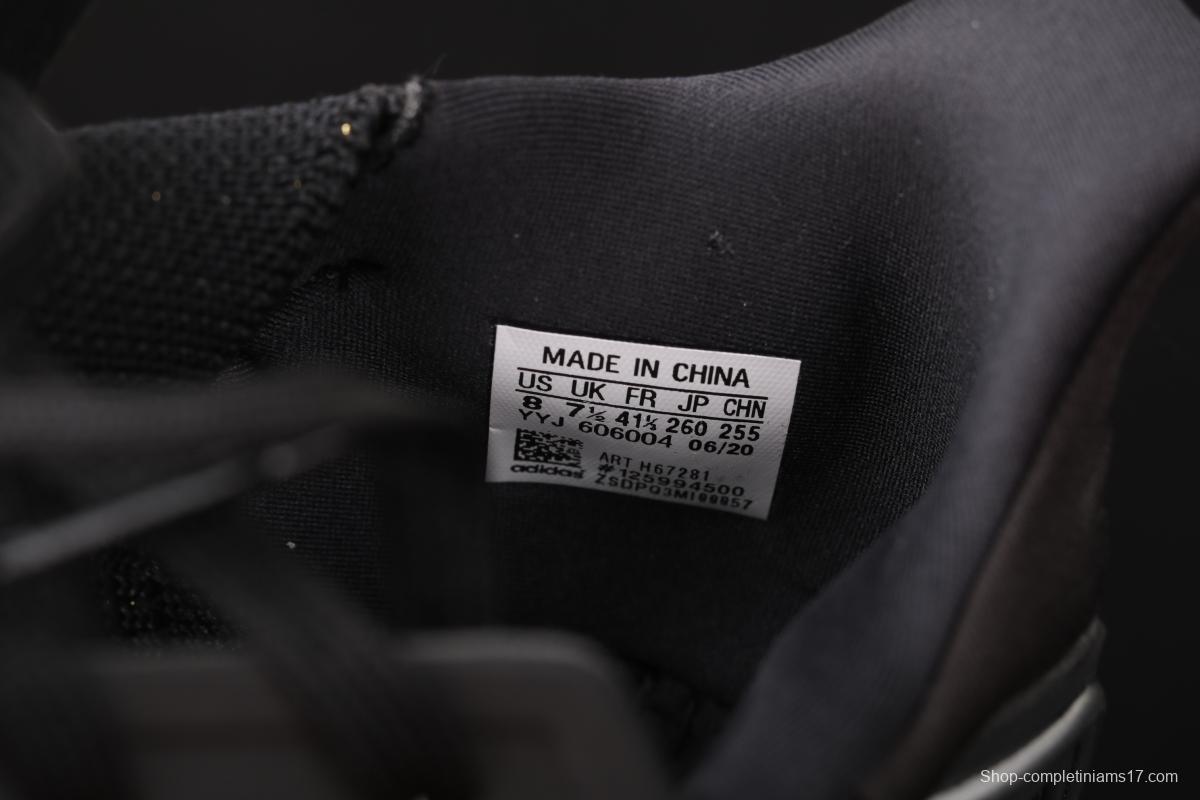 MADE IN CHINA
US UK FR JP CHN
8 7½ 41⅓ 260 255
YYJ 606004 06/20
ART H67281
adidas #125994500
Shop-completiniams17.com